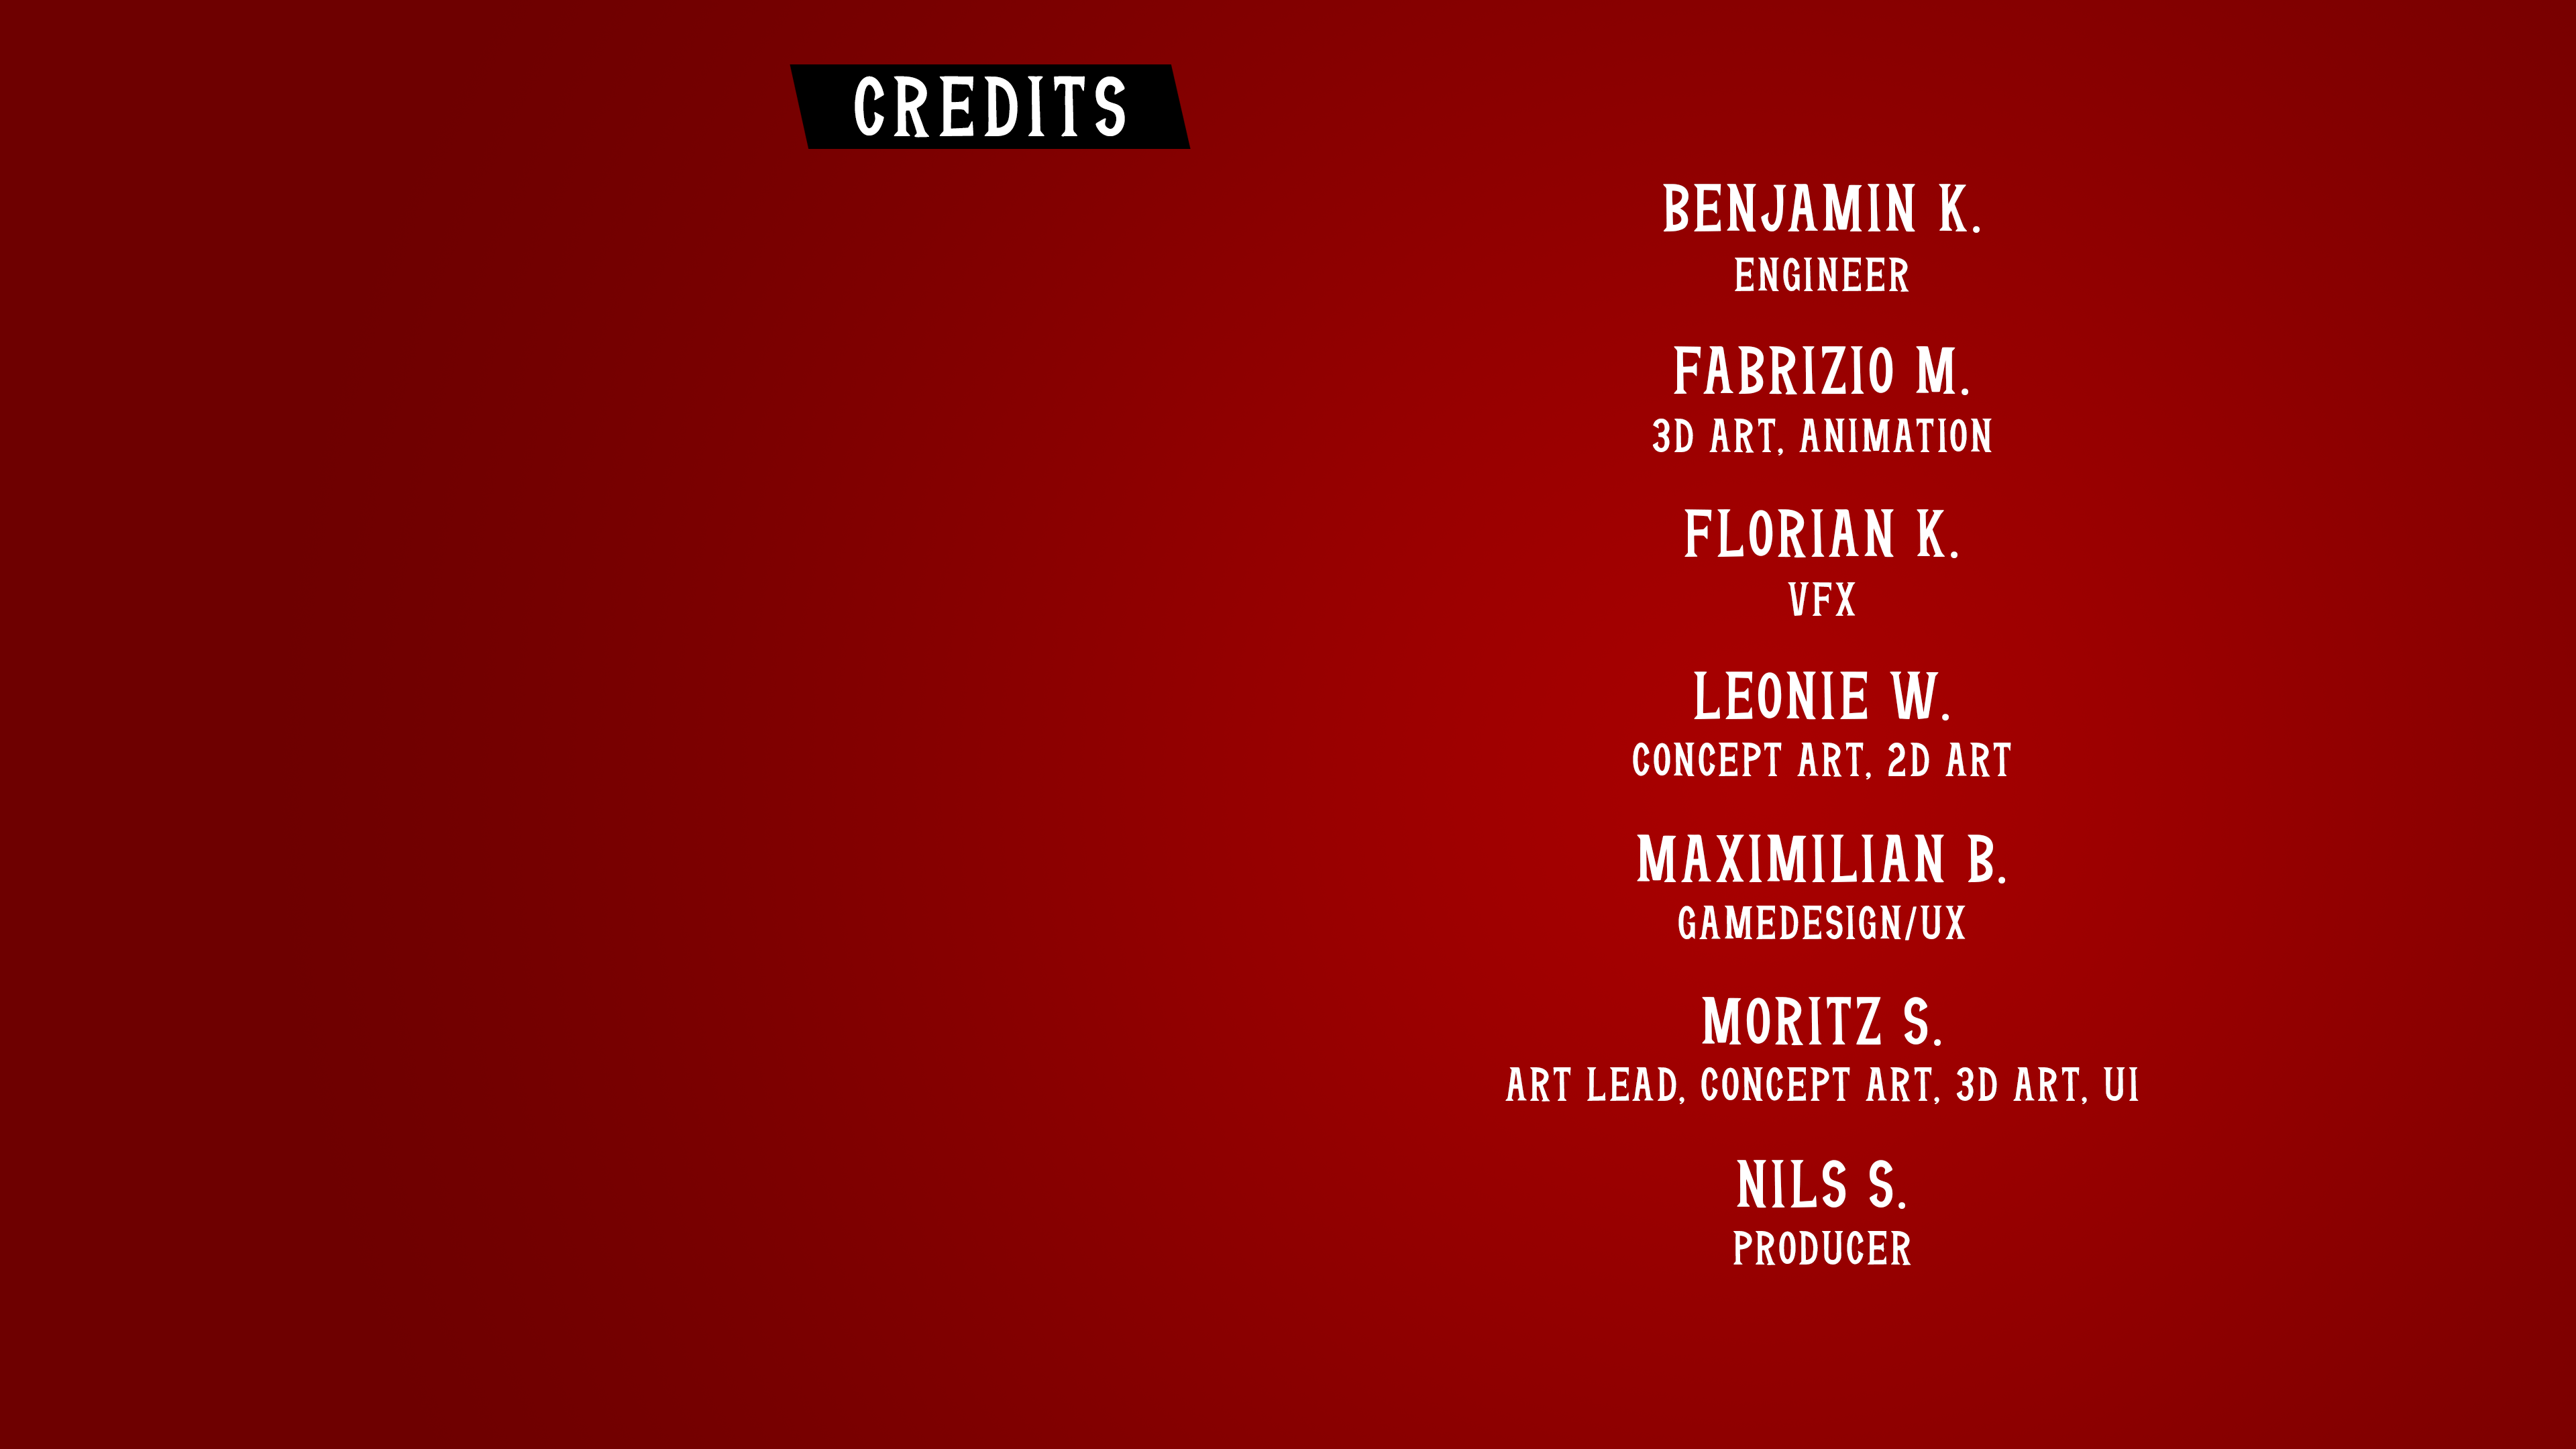 CREDITS
BENJAMIN K.
ENGINEER
FABRIZIO M.
3D ART, ANIMATION
FLORIAN K.
VFX
LEONIE W.
CONCEPT ART, 2D ART
MAXIMILIAN B.
GAMEDESIGN/UX
MORITZ S.
ART LEAD, CONCEPT ART, 3D ART, UI
NILS S.
PRODUCER